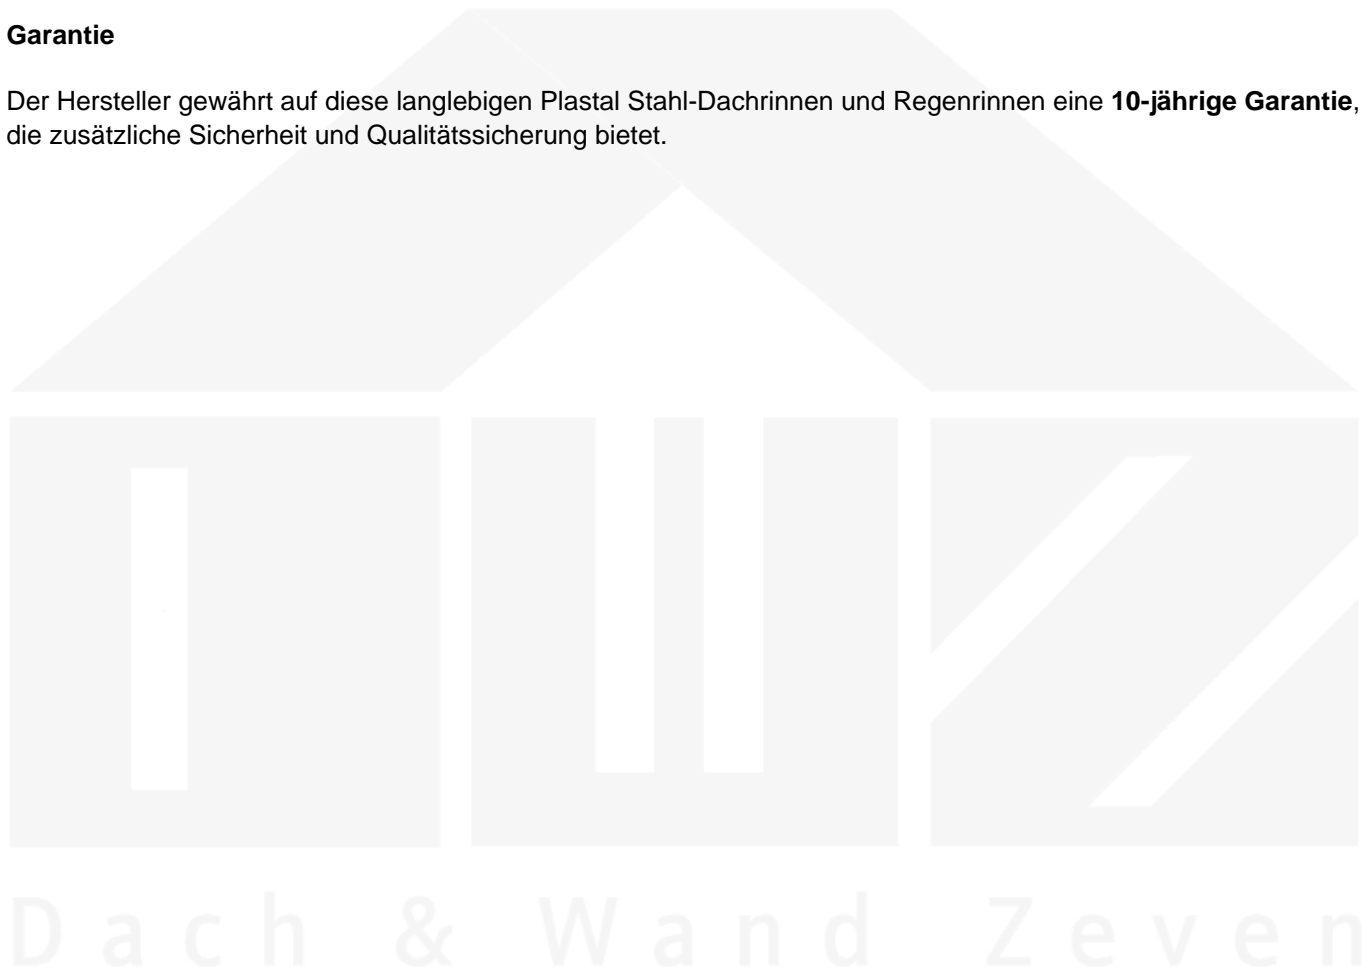 Garantie
Der Hersteller gewährt auf diese langlebigen Plastal Stahl-Dachrinnen und Regenrinnen eine 10-jährige Garantie,
die zusätzliche Sicherheit und Qualitätssicherung bietet.
Dach & Wand Zeven